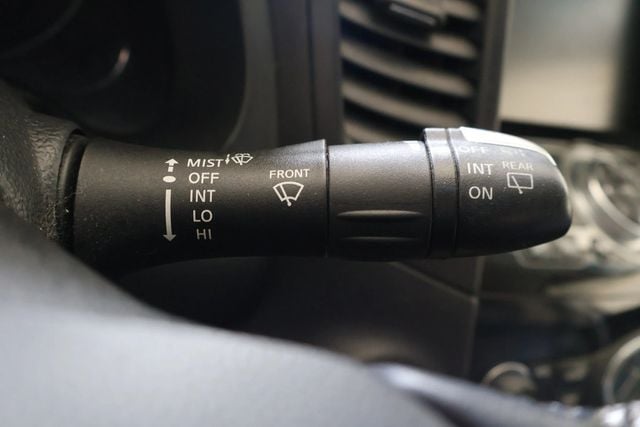 MIST
OFF
INT
LO
HI
FRONT
OFF
INT
ON
REAR